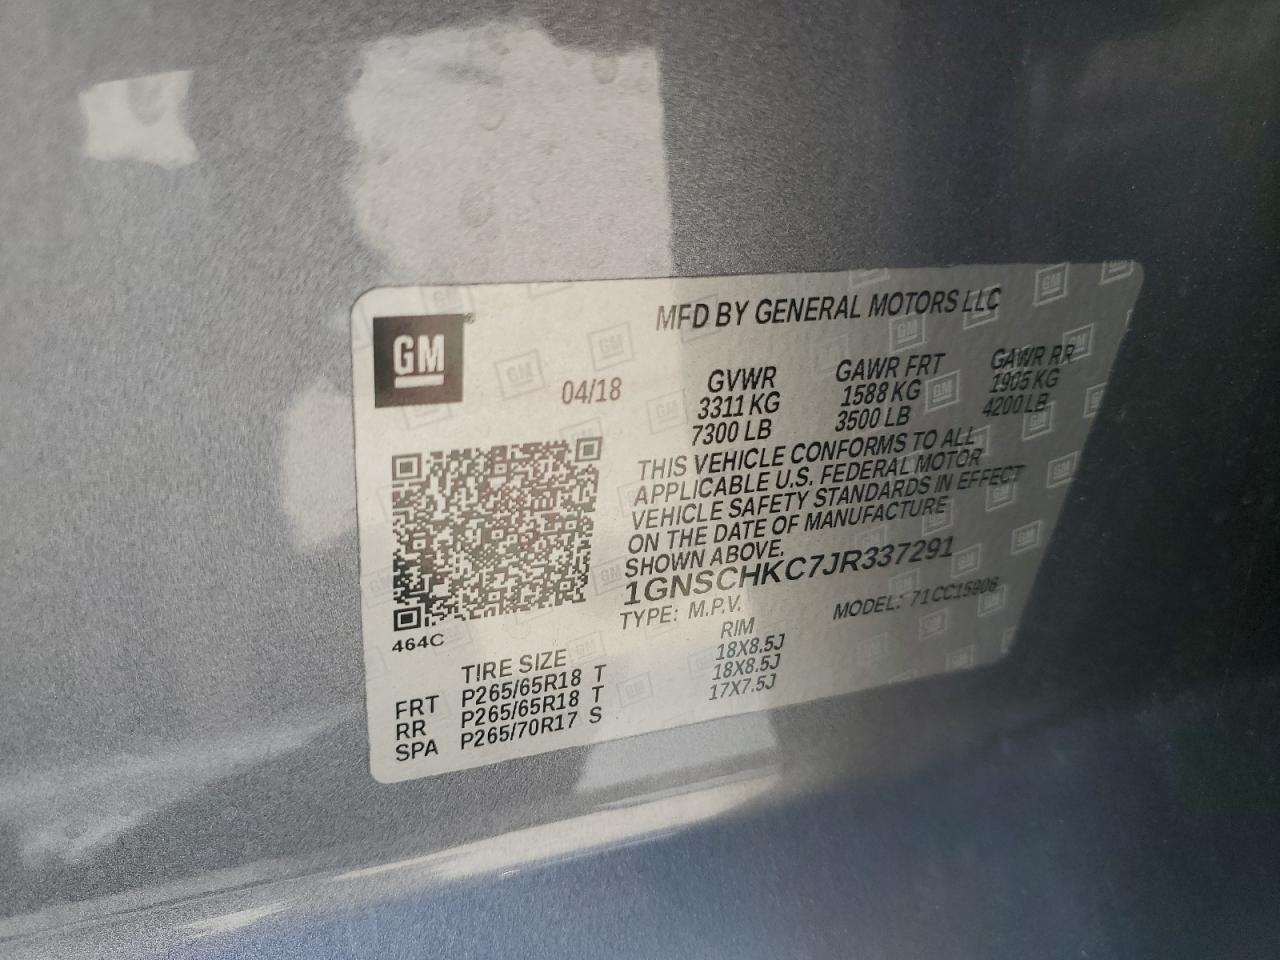 GM
MFD BY GENERAL MOTORS LLC
04/18
GVWR GAWR FRT GAWR RR
3311 KG 1588 KG 1905 KG
7300 LB 3500 LB 4200 LB
THIS VEHICLE CONFORMS TO ALL
APPLICABLE U.S. FEDERAL MOTOR
VEHICLE SAFETY STANDARDS IN EFFECT
ON THE DATE OF MANUFACTURE
SHOWN ABOVE.
1GNSCHKC7JR337291
TYPE: M.P.V. MODEL: 71CC15906
464C
TIRE SIZE RIM
FRT P265/65R18 T 18X8.5J
RR P265/65R18 T 18X8.5J
SPA P265/70R17 S 17X7.5J